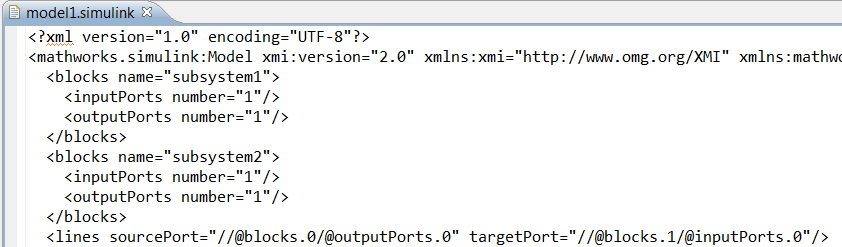 model1.simulink
<?xml version="1.0" encoding="UTF-8"?>
<mathworks.simulink:Model xmi:version="2.0" xmlns:xmi="http://www.omg.org/XMI" xmlns:mathwo
<blocks name="subsystem1">
<inputPorts number="1"/>
<outputPorts number="1"/>
</blocks>
<blocks name="subsystem2">
<inputPorts number="1"/>
<outputPorts number="1"/>
</blocks>
<lines sourcePort="//@blocks.0/@outputPorts.0" targetPort="//@blocks.1/@inputPorts.0"/>